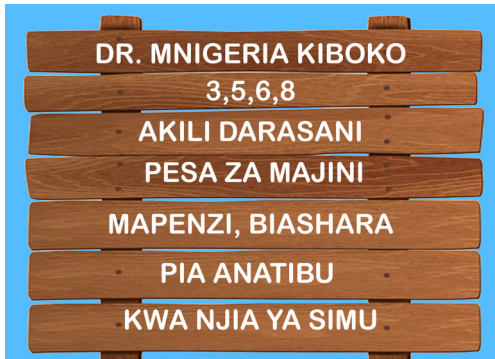 DR. MNIGERIA KIBOKO
3,5,6,8
AKILI DARASANI
PESA ZA MAJINI
MAPENZI, BIASHARA
PIA ANATIBU
KWA NJIA YA SIMU